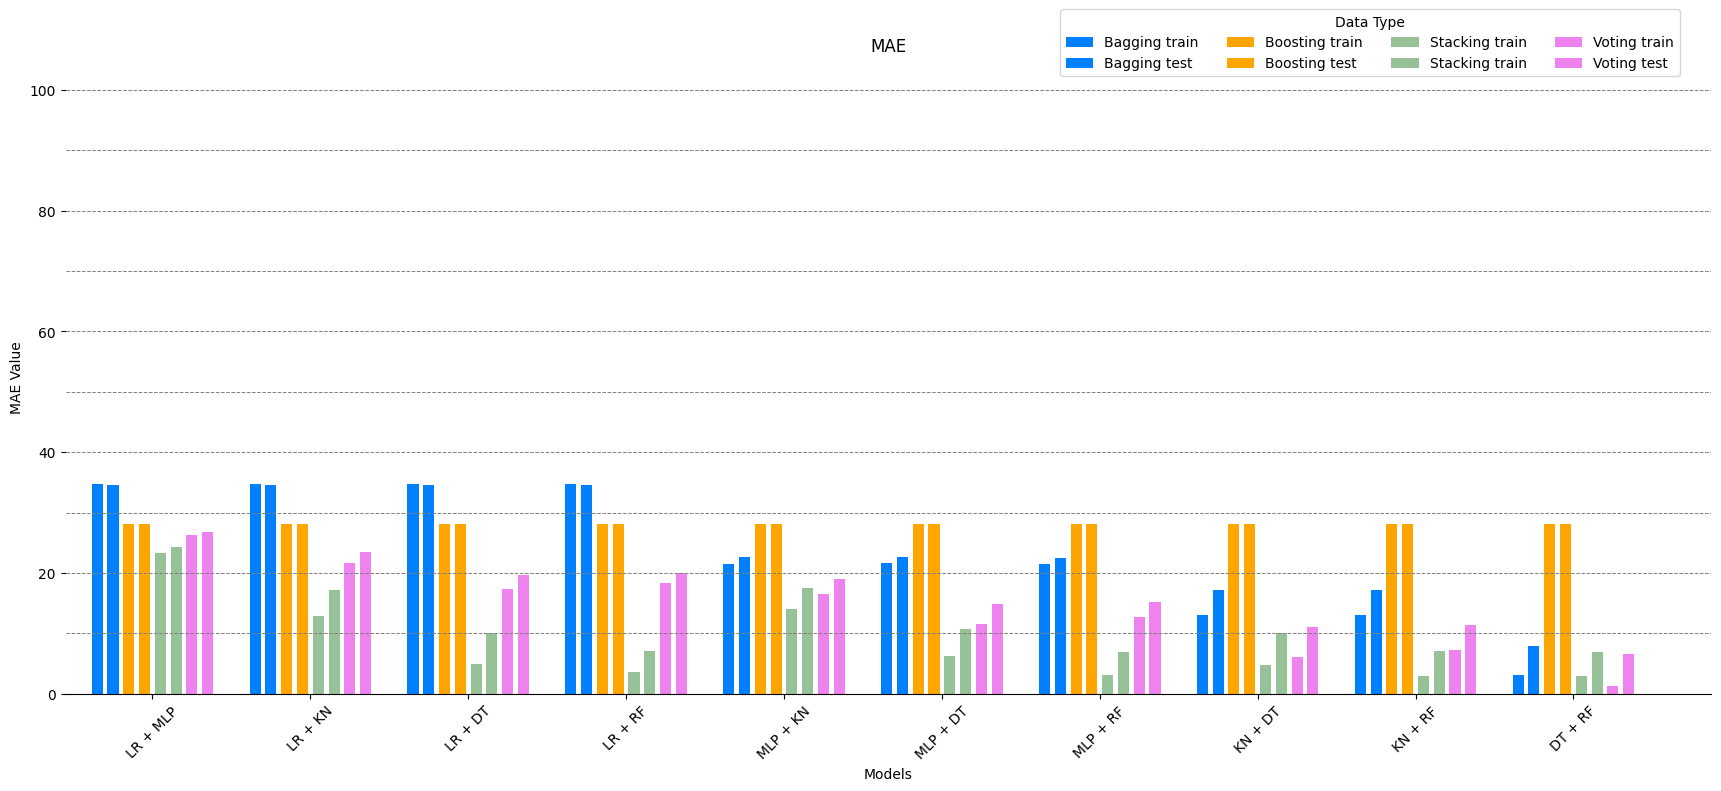 Data Type
MAE
Bagging train Boosting train Stacking train Voting train
Bagging test Boosting test Stacking train Voting test
100
80
60
40
20
0
MAE Value
LR + MLP LR + KN LR + DT LR + RF MLP + KN MLP + DT MLP + RF KN + DT KN + RF DT + RF
Models